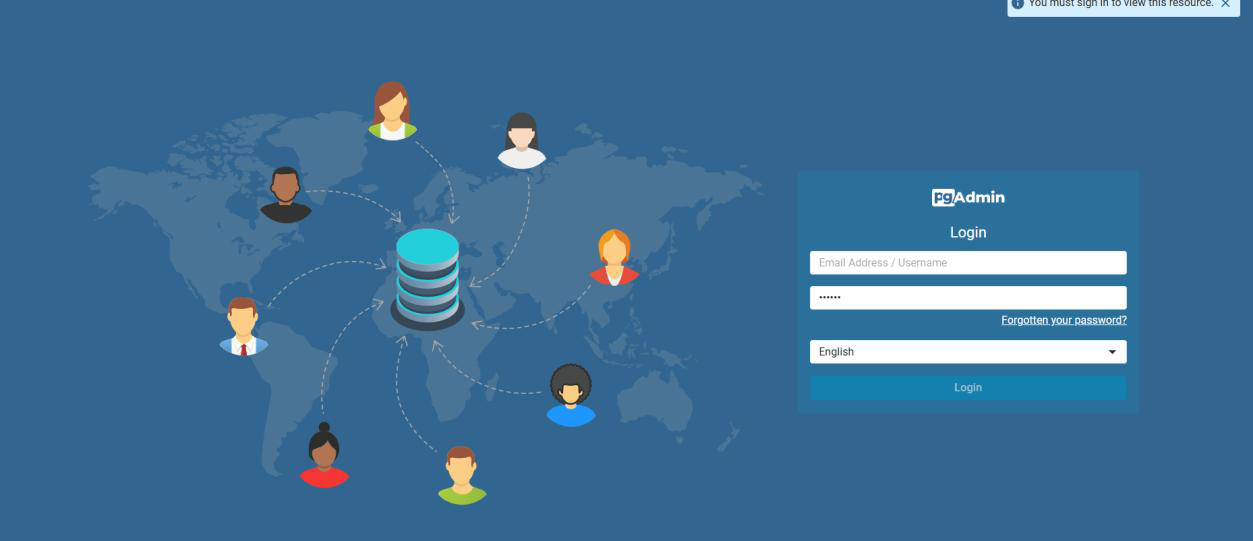 You must sign in to view this resource.
pgAdmin
Login
Email Address / Username
••••••
Forgotten your password?
English
Login